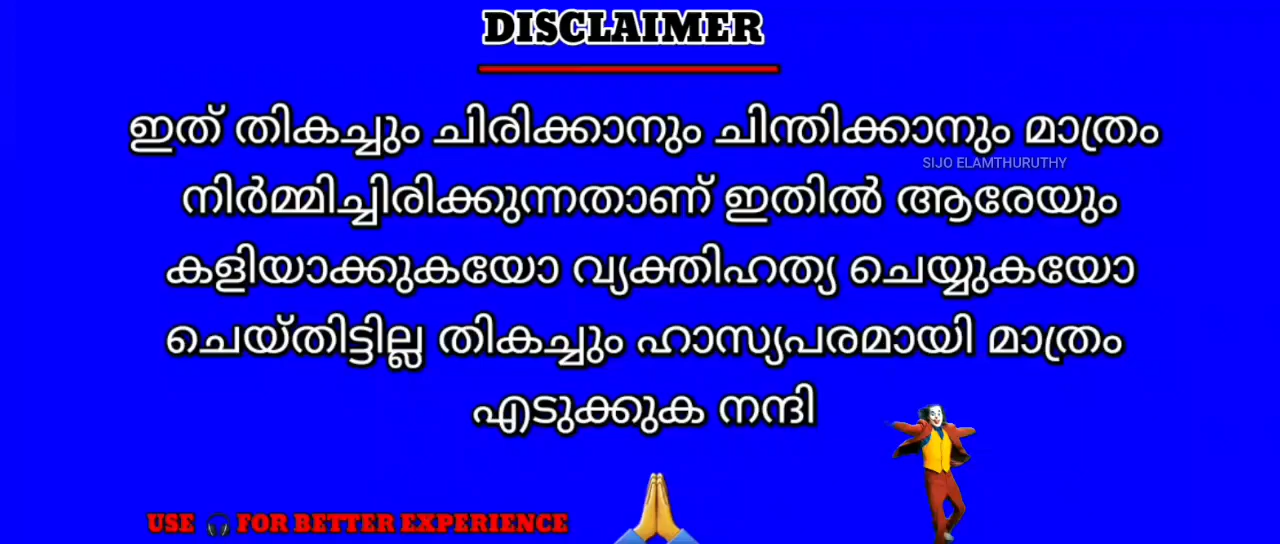 DISCLAIMER
ഇത് തികച്ചും ചിരിക്കാനും ചിന്തിക്കാനും മാത്രം
SIJO ELAMTHURUTHY
നിർമ്മിച്ചിരിക്കുന്നതാണ് ഇതിൽ ആരേയും
കളിയാക്കുകയോ വ്യക്തിഹത്യ ചെയ്യുകയോ
ചെയ്തിട്ടില്ല തികച്ചും ഹാസ്യപരമായി മാത്രം
എടുക്കുക നന്ദി
USE 🎧 FOR BETTER EXPERIENCE